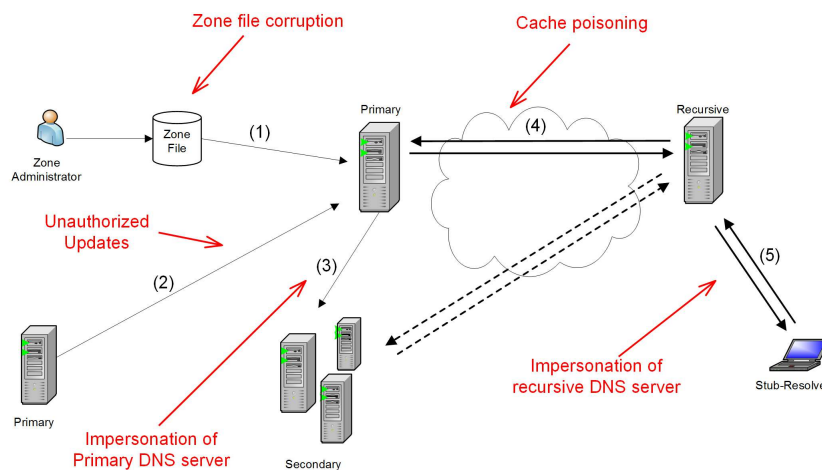 Zone file corruption
Cache poisoning
Primary
Recursive
Zone
File
(1)
(4)
Zone
Administrator
Unauthorized
Updates
(2)
(3)
(5)
Impersonation of
recursive DNS server
Stub-Resolve
Primary
Impersonation of
Primary DNS server
Secondary